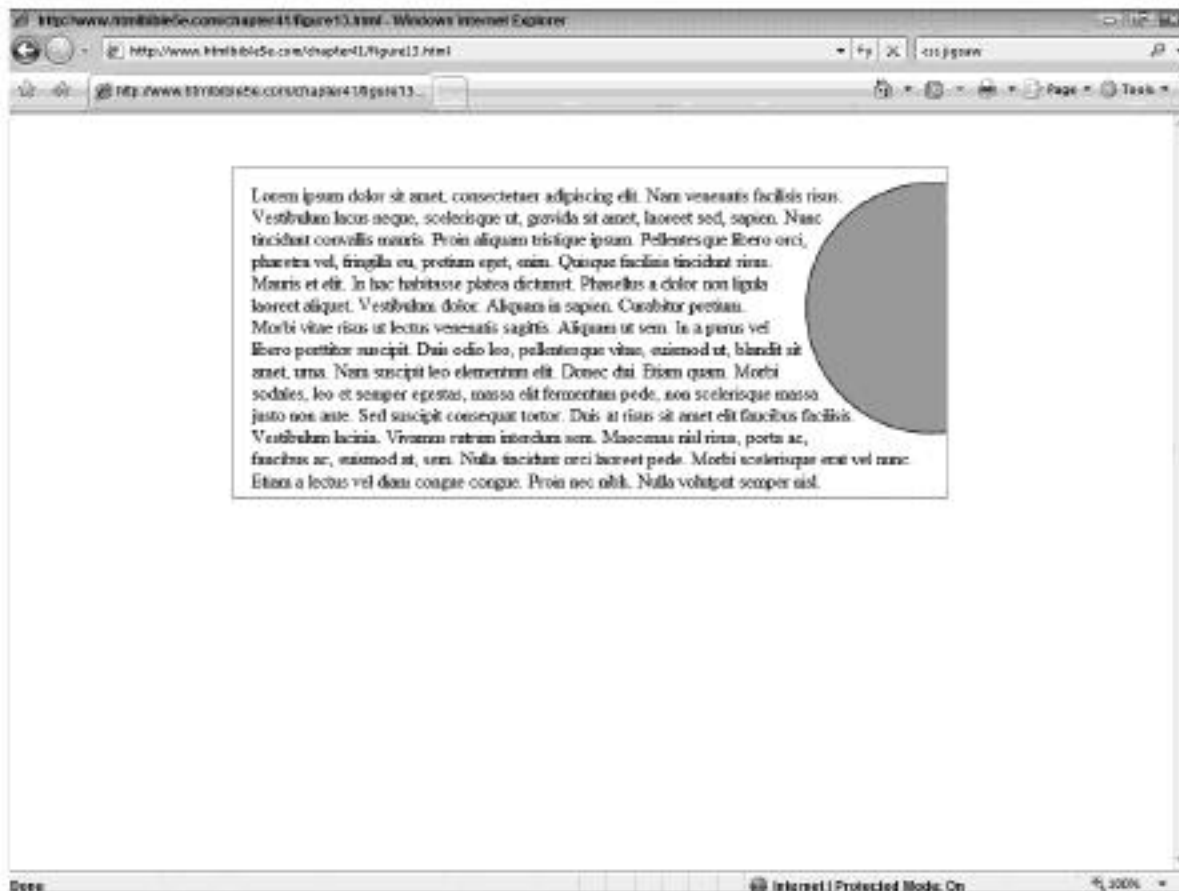 http://www.htmlbible5e.com/chapter41/figure13.html - Windows Internet Explorer
http://www.htmlbible5e.com/chapter41/figure13.html
css jigsaw
http://www.htmlbible5e.com/chapter41/figure13...
Page
Tools
Lorem ipsum dolor sit amet, consectetuer adipiscing elit. Nam venenatis facilisis risus.
Vestibulum lacus neque, scelerisque ut, gravida sit amet, laoreet sed, sapien. Nunc
tincidunt convallis mauris. Proin aliquam tristique ipsum. Pellentesque libero orci,
pharetra vel, fringilla eu, pretium eget, enim. Quisque facilisis tincidunt risus.
Mauris et elit. In hac habitasse platea dictumst. Phasellus a dolor non ligula
laoreet aliquet. Vestibulum dolor. Aliquam in sapien. Curabitur pretium.
Morbi vitae risus ut lectus venenatis sagittis. Aliquam ut sem. In a purus vel
libero porttitor suscipit. Duis odio leo, pellentesque vitae, euismod ut, blandit sit
amet, urna. Nam suscipit leo elementum elit. Donec dui. Etiam quam. Morbi
sodales, leo et semper egestas, massa elit fermentum pede, non scelerisque massa
justo non ante. Sed suscipit consequat tortor. Duis at risus sit amet elit faucibus facilisis.
Vestibulum lacinia. Vivamus rutrum interdum sem. Maecenas nisl risus, porta ac,
faucibus ac, euismod at, sem. Nulla tincidunt orci laoreet pede. Morbi scelerisque erat vel nunc.
Etiam a lectus vel diam congue congue. Proin nec nibh. Nulla volutpat semper nisl.
Done
Internet | Protected Mode: On
100%